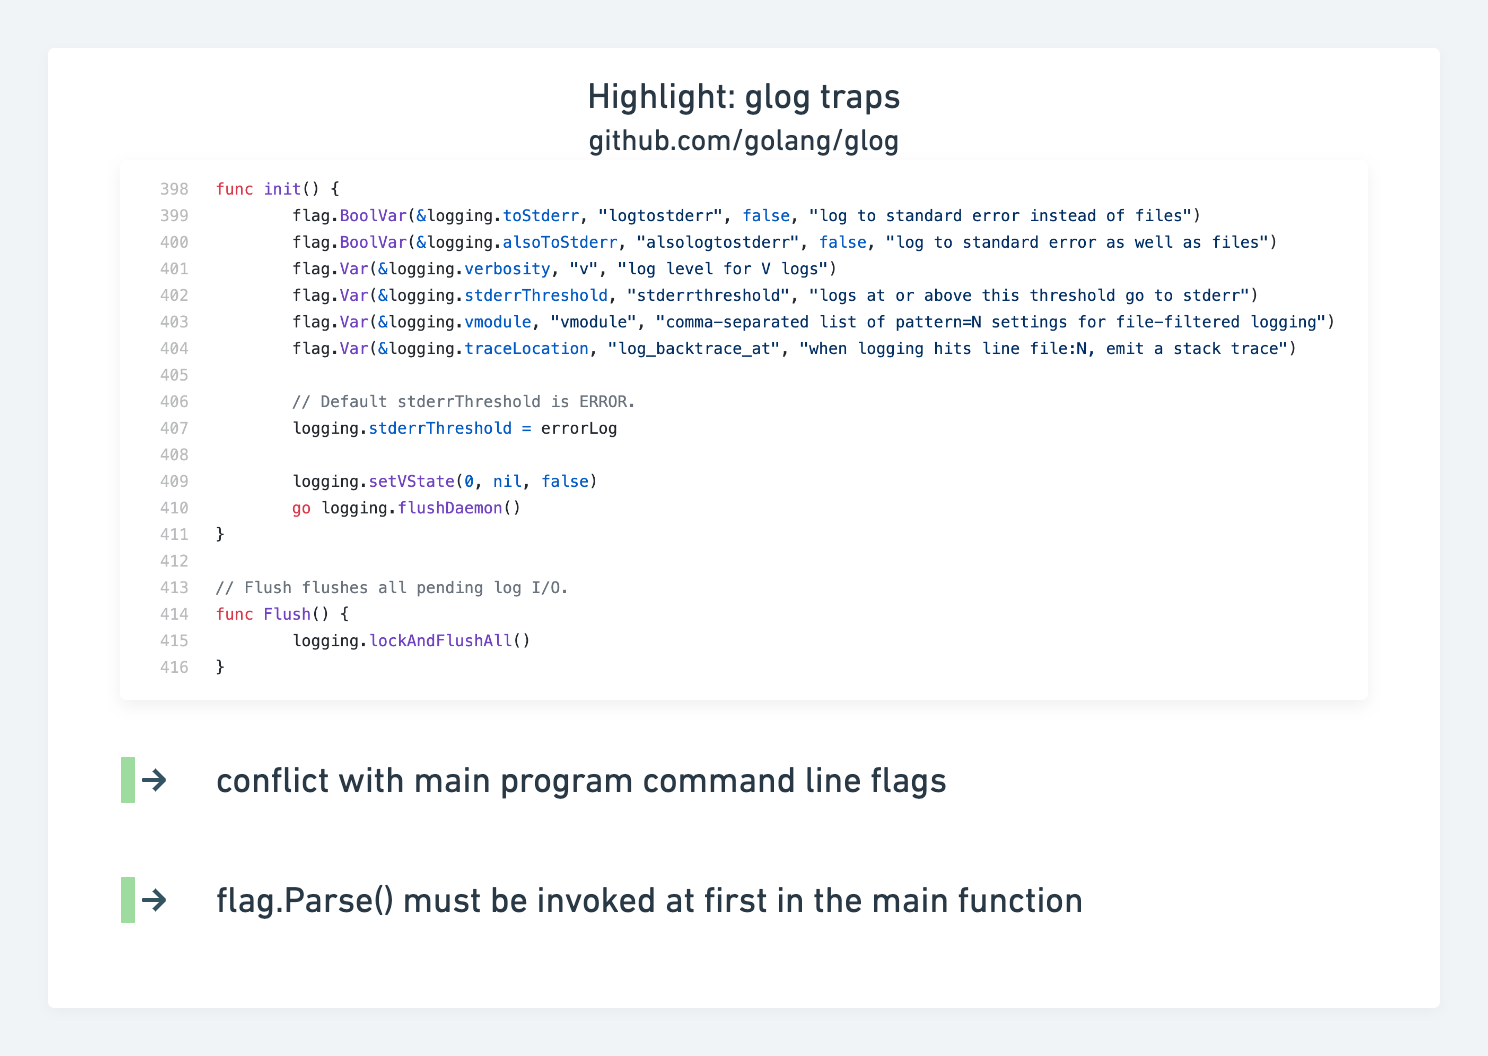 Highlight: glog traps
github.com/golang/glog
398 func init() {
399 flag.BoolVar(&logging.toStderr, "logtostderr", false, "log to standard error instead of files")
400 flag.BoolVar(&logging.alsoToStderr, "alsologtostderr", false, "log to standard error as well as files")
401 flag.Var(&logging.verbosity, "v", "log level for V logs")
402 flag.Var(&logging.stderrThreshold, "stderrthreshold", "logs at or above this threshold go to stderr")
403 flag.Var(&logging.vmodule, "vmodule", "comma-separated list of pattern=N settings for file-filtered logging")
404 flag.Var(&logging.traceLocation, "log_backtrace_at", "when logging hits line file:N, emit a stack trace")
405
406 // Default stderrThreshold is ERROR.
407 logging.stderrThreshold = errorLog
408
409 logging.setVState(0, nil, false)
410 go logging.flushDaemon()
411 }
412
413 // Flush flushes all pending log I/O.
414 func Flush() {
415 logging.lockAndFlushAll()
416 }
→ conflict with main program command line flags
→ flag.Parse() must be invoked at first in the main function